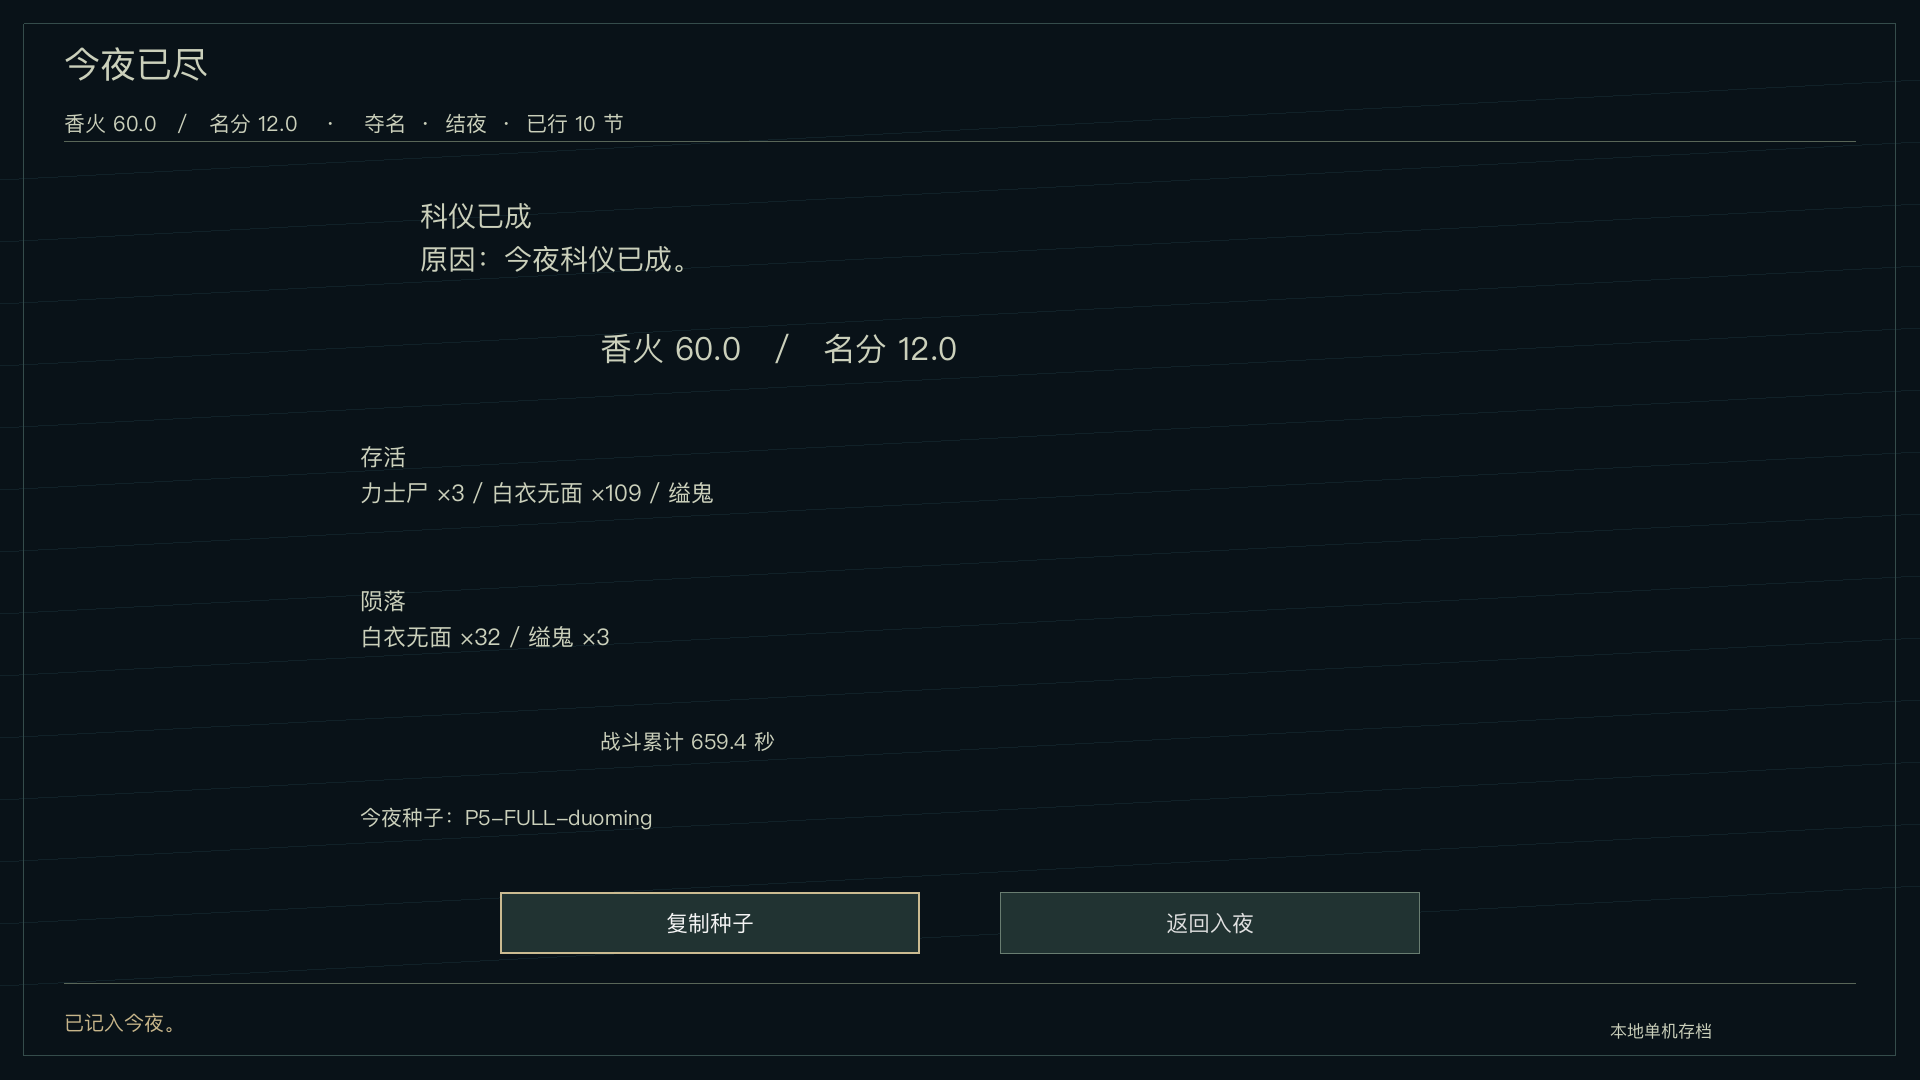 今夜已尽
香火 60.0 / 名分 12.0 · 夺名 · 结夜 · 已行 10 节
科仪已成
原因：今夜科仪已成。
香火 60.0 / 名分 12.0
存活
力士尸 ×3 / 白衣无面 ×109 / 缢鬼
陨落
白衣无面 ×32 / 缢鬼 ×3
战斗累计 659.4 秒
今夜种子：P5-FULL-duoming
复制种子
返回入夜
已记入今夜。
本地单机存档